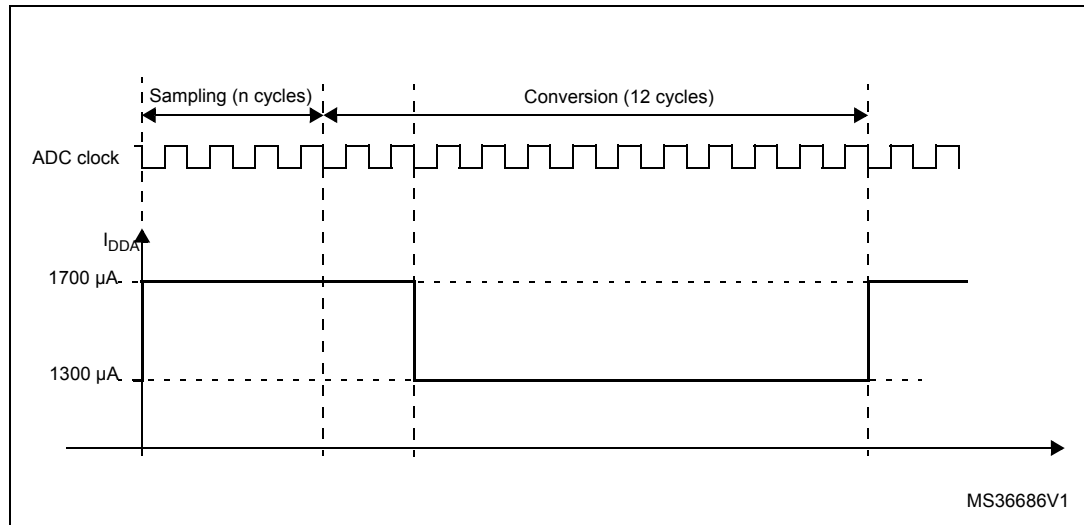 Sampling (n cycles)
Conversion (12 cycles)
ADC clock
IDDA
1700 µA
1300 µA
MS36686V1